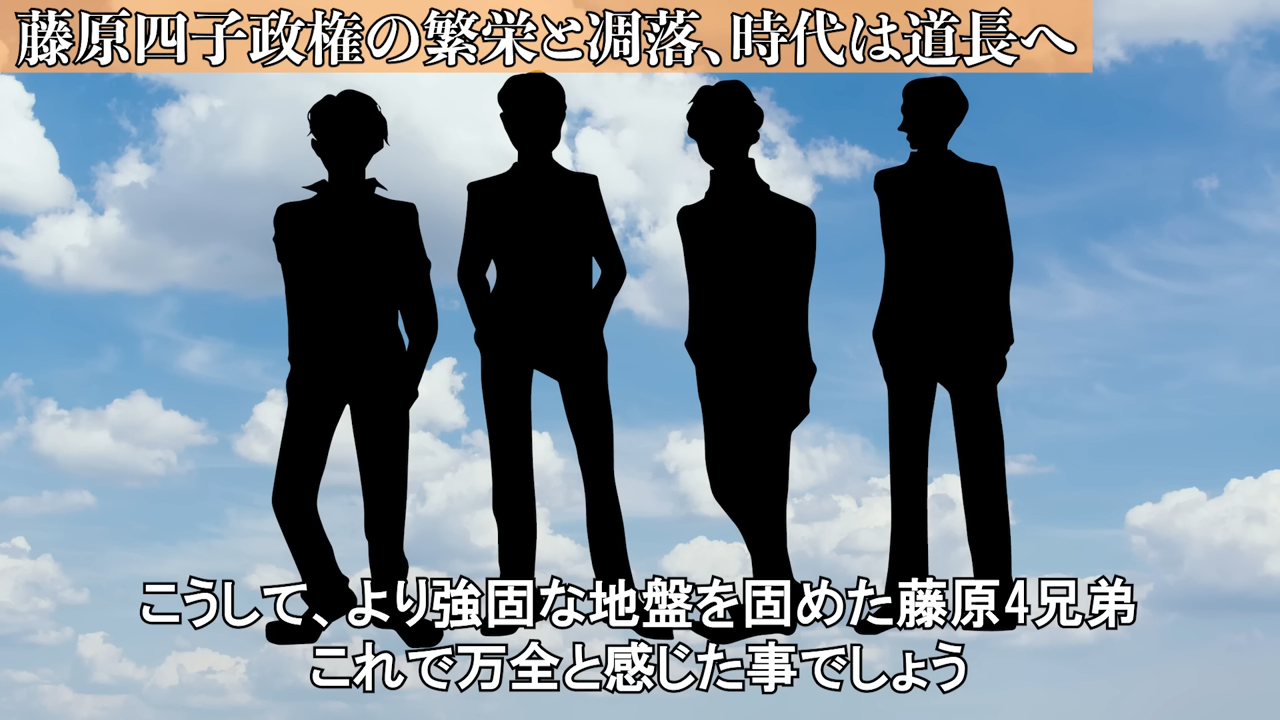 藤原四子政権の繁栄と凋落、時代は道長へ
こうして、より強固な地盤を固めた藤原4兄弟
これで万全と感じた事でしょう